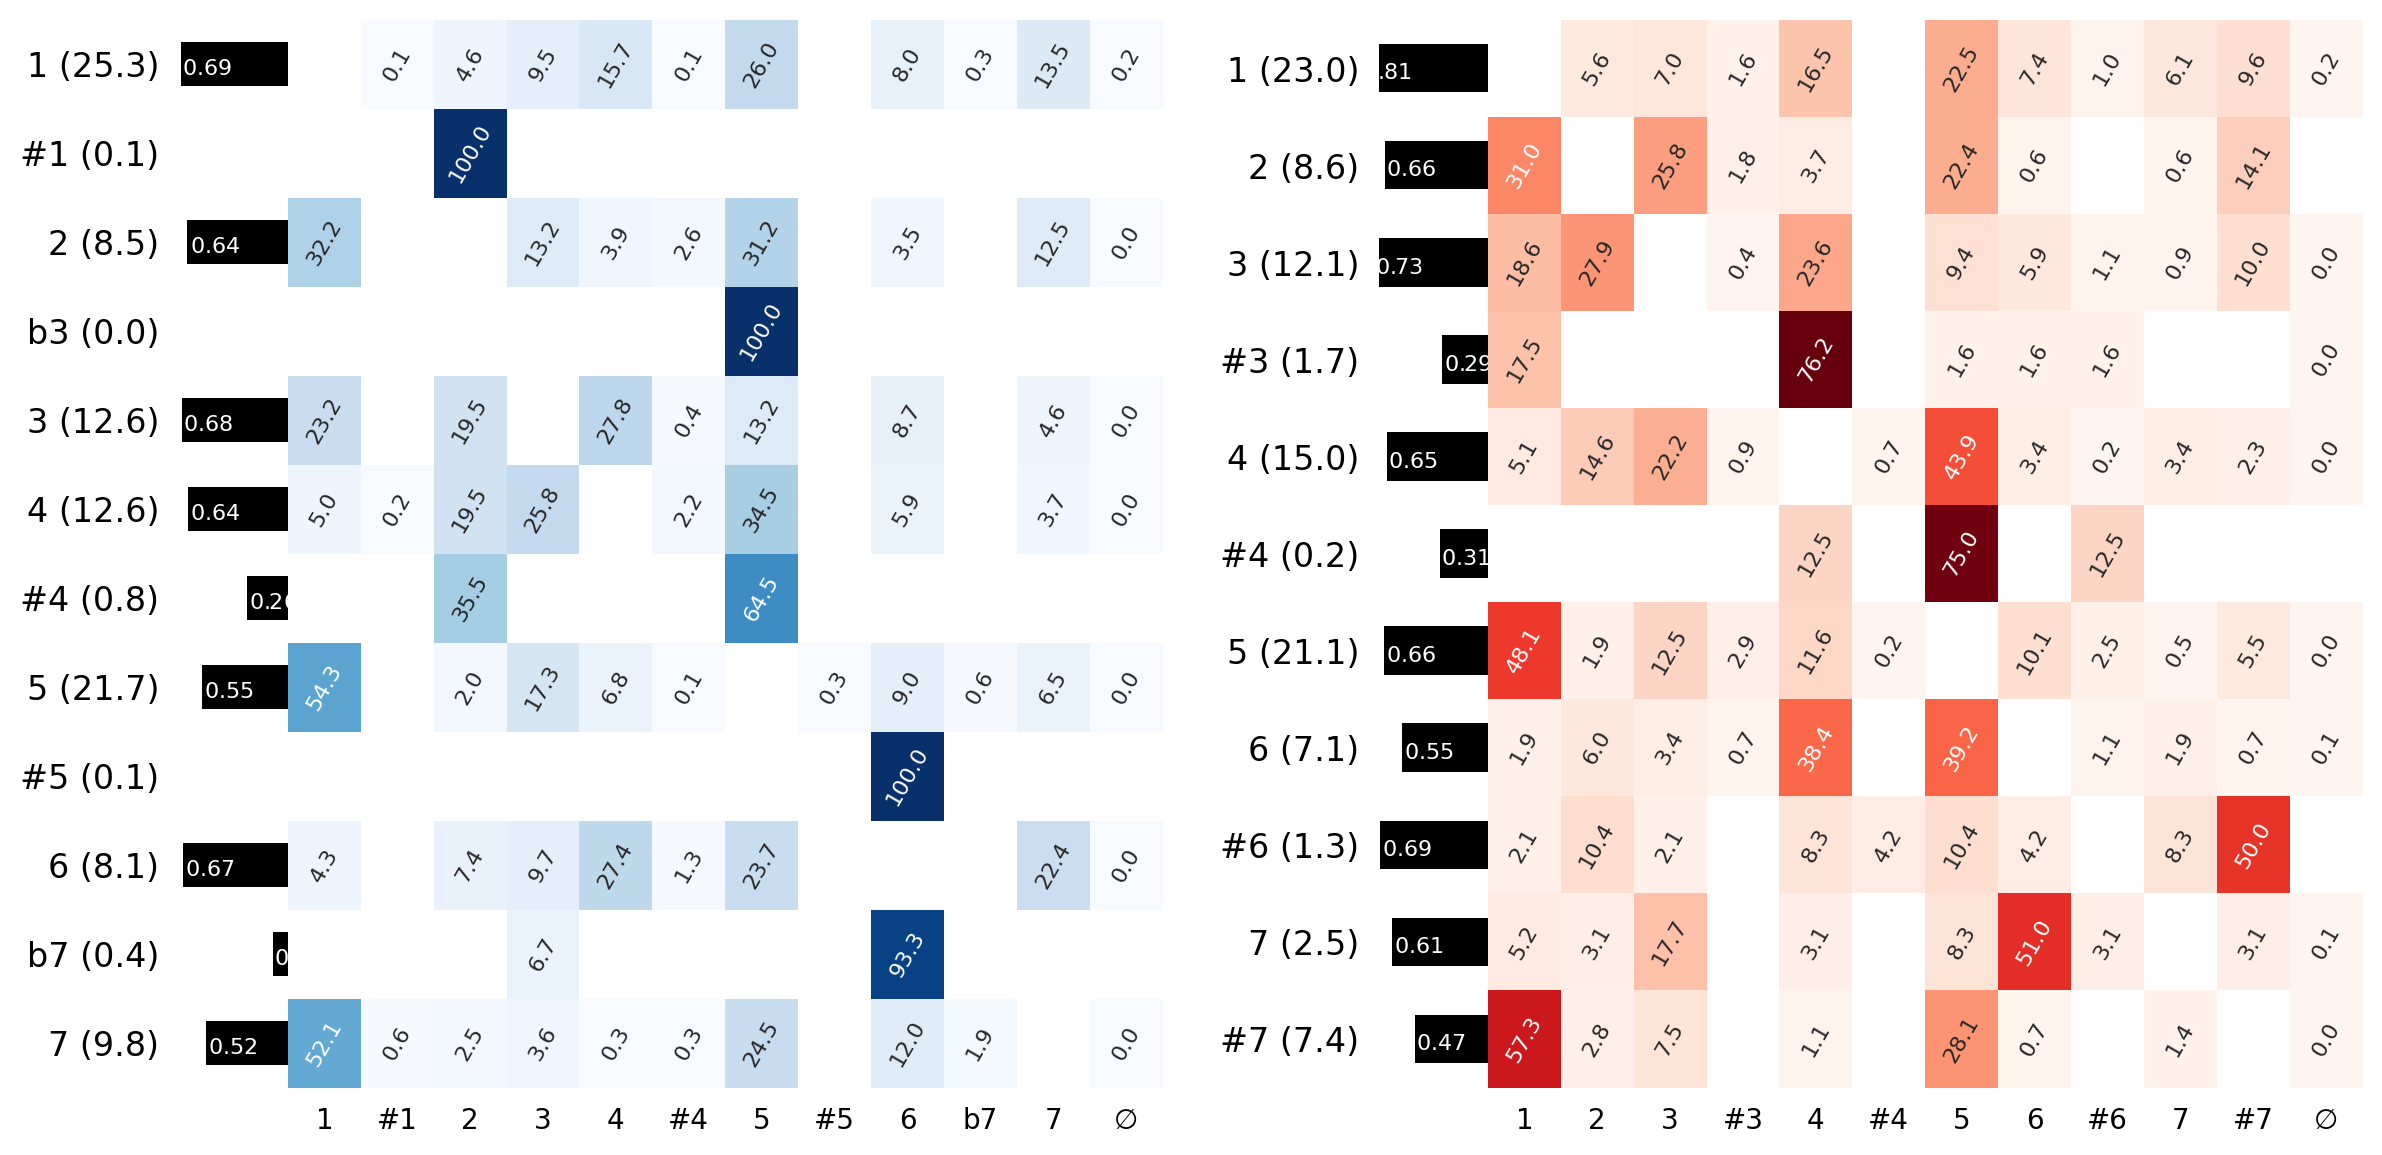 1 (25.3) 0.69 0.1 4.6 9.5 15.7 0.1 26.0 8.0 0.3 13.5 0.2
#1 (0.1) 100.0
2 (8.5) 0.64 32.2 13.2 3.9 2.6 31.2 3.5 12.5 0.0
b3 (0.0) 100.0
3 (12.6) 0.68 23.2 19.5 27.8 0.4 13.2 8.7 4.6 0.0
4 (12.6) 0.64 5.0 0.2 19.5 25.8 2.2 34.5 5.9 3.7 0.0
#4 (0.8) 0.26 35.5 64.5
5 (21.7) 0.55 54.3 2.0 17.3 6.8 0.1 0.3 9.0 0.6 6.5 0.0
#5 (0.1) 100.0
6 (8.1) 0.67 4.3 7.4 9.7 27.4 1.3 23.7 22.4 0.0
b7 (0.4) 0 6.7 93.3
7 (9.8) 0.52 52.1 0.6 2.5 3.6 0.3 0.3 24.5 12.0 1.9 0.0
1 #1 2 3 4 #4 5 #5 6 b7 7 ∅
1 (23.0) .81 5.6 7.0 1.6 16.5 22.5 7.4 1.0 6.1 9.6 0.2
2 (8.6) 0.66 31.0 25.8 1.8 3.7 22.4 0.6 0.6 14.1
3 (12.1) 0.73 18.6 27.9 0.4 23.6 9.4 5.9 1.1 0.9 10.0 0.0
#3 (1.7) 0.29 17.5 76.2 1.6 1.6 1.6 0.0
4 (15.0) 0.65 5.1 14.6 22.2 0.9 0.7 43.9 3.4 0.2 3.4 2.3 0.0
#4 (0.2) 0.31 12.5 75.0 12.5
5 (21.1) 0.66 48.1 1.9 12.5 2.9 11.6 0.2 10.1 2.5 0.5 5.5 0.0
6 (7.1) 0.55 1.9 6.0 3.4 0.7 38.4 39.2 1.1 1.9 0.7 0.1
#6 (1.3) 0.69 2.1 10.4 2.1 8.3 4.2 10.4 4.2 8.3 50.0
7 (2.5) 0.61 5.2 3.1 17.7 3.1 8.3 51.0 3.1 3.1 0.1
#7 (7.4) 0.47 57.3 2.8 7.5 1.1 28.1 0.7 1.4 0.0
1 2 3 #3 4 #4 5 6 #6 7 #7 ∅